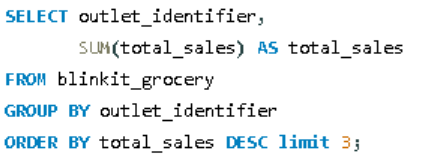 SELECT outlet_identifier,
SUM(total_sales) AS total_sales
FROM blinkit_grocery
GROUP BY outlet_identifier
ORDER BY total_sales DESC limit 3;